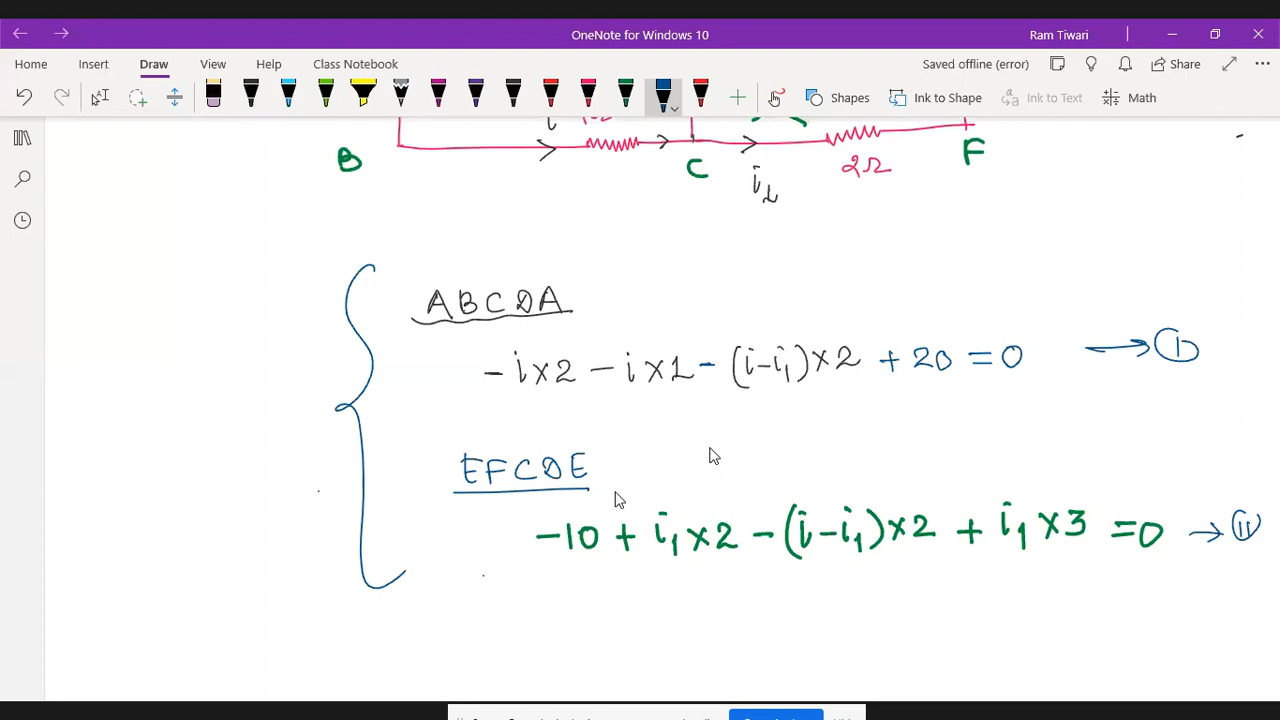 OneNote for Windows 10
Ram Tiwari
Home Insert Draw View Help Class Notebook
Saved offline (error)
Share
Shapes Ink to Shape Ink to Text Math
i
B
C
F
2Ω
i₁
ABCDA
-i×2 - i×1 - (i-i₁)×2 + 20 = 0 → ①
EFCDE
-10 + i₁×2 - (i-i₁)×2 + i₁×3 = 0 → ⑪